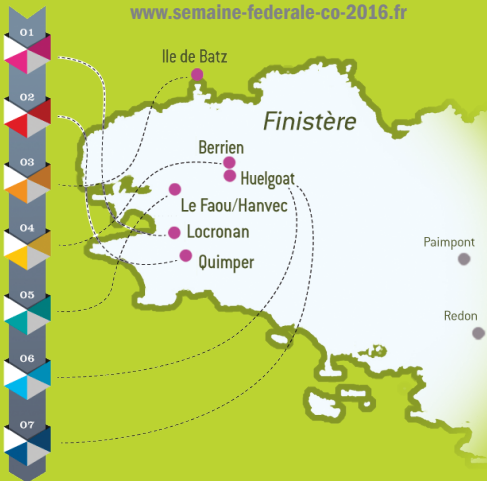 www.semaine-federale-co-2016.fr
01
Ile de Batz
02
Finistère
Berrien
03
Huelgoat
Le Faou/Hanvec
04
Locronan
Paimpont
Quimper
05
Redon
06
07